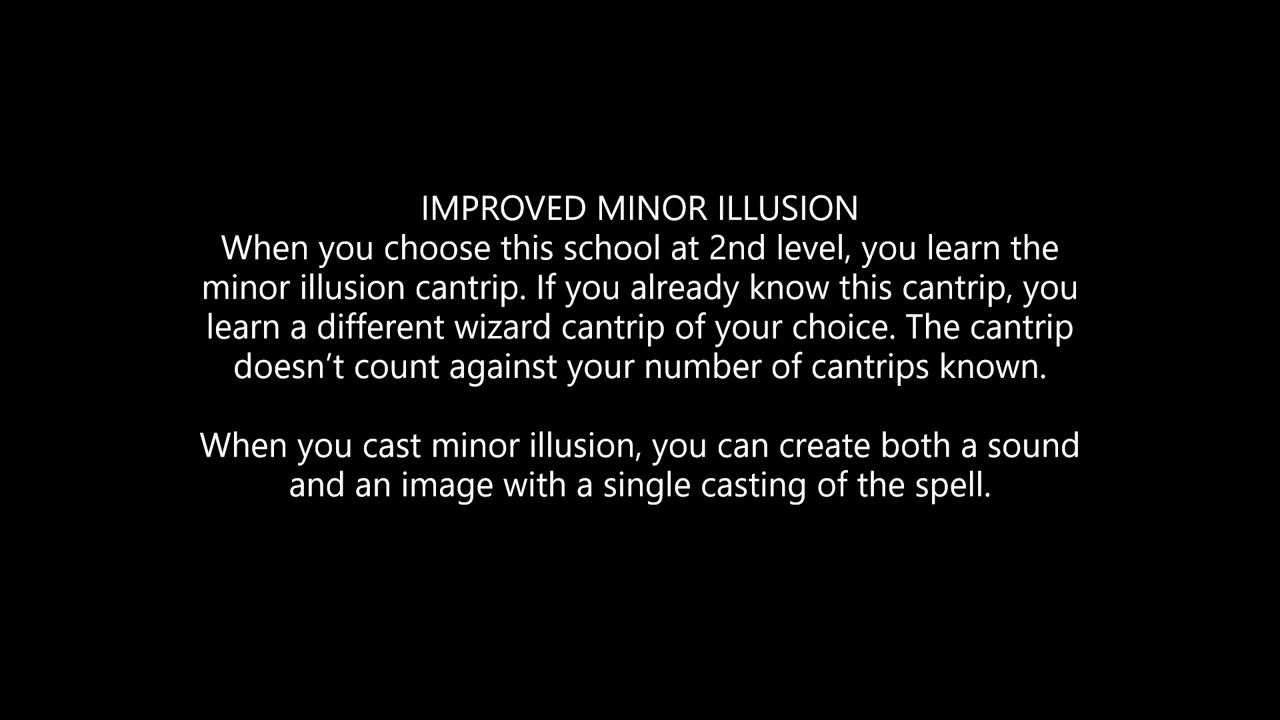 IMPROVED MINOR ILLUSION
When you choose this school at 2nd level, you learn the
minor illusion cantrip. If you already know this cantrip, you
learn a different wizard cantrip of your choice. The cantrip
doesn’t count against your number of cantrips known.
When you cast minor illusion, you can create both a sound
and an image with a single casting of the spell.